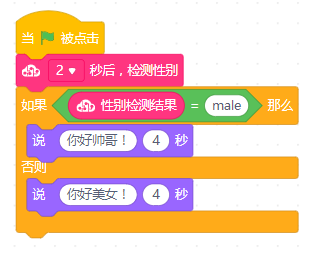 当 被点击
2 秒后，检测性别
如果 性别检测结果 = male 那么
说 你好帅哥！ 4 秒
否则
说 你好美女！ 4 秒